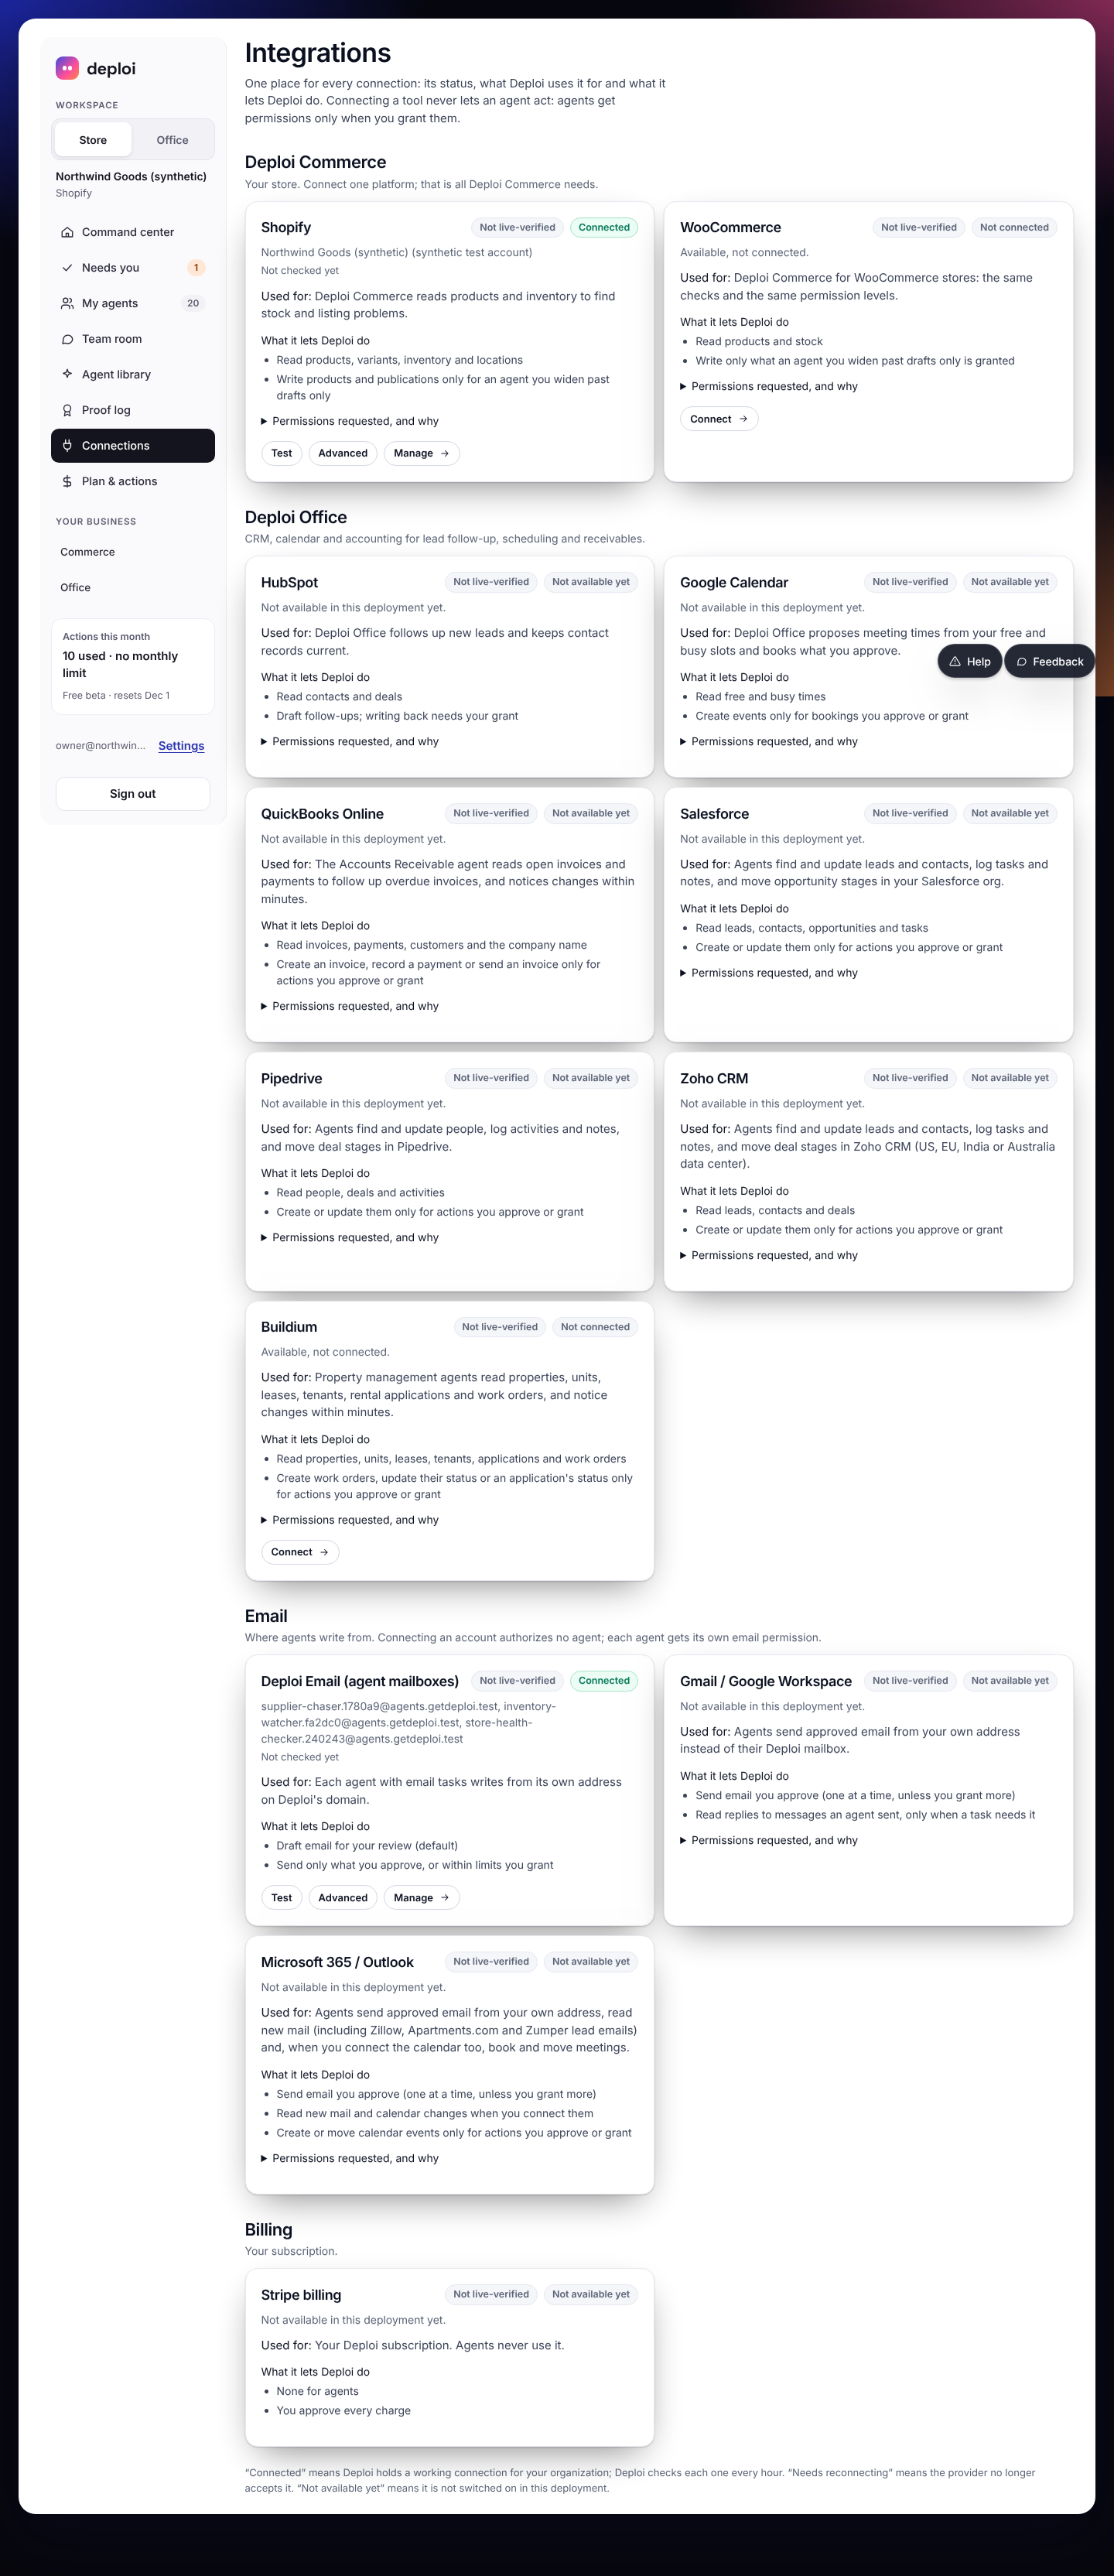 deploi
WORKSPACE
Store
Office
Northwind Goods (synthetic)
Shopify
Command center
Needs you
1
My agents
20
Team room
Agent library
Proof log
Connections
Plan & actions
YOUR BUSINESS
Commerce
Office
Actions this month
10 used · no monthly
limit
Free beta · resets Dec 1
owner@northwin...
Settings
Sign out
Integrations
One place for every connection: its status, what Deploi uses it for and what it
lets Deploi do. Connecting a tool never lets an agent act: agents get
permissions only when you grant them.
Deploi Commerce
Your store. Connect one platform; that is all Deploi Commerce needs.
Shopify
Not live-verified
Connected
Northwind Goods (synthetic) (synthetic test account)
Not checked yet
Used for: Deploi Commerce reads products and inventory to find
stock and listing problems.
What it lets Deploi do
• Read products, variants, inventory and locations
• Write products and publications only for an agent you widen past
drafts only
▶ Permissions requested, and why
Test
Advanced
Manage →
WooCommerce
Not live-verified
Not connected
Available, not connected.
Used for: Deploi Commerce for WooCommerce stores: the same
checks and the same permission levels.
What it lets Deploi do
• Read products and stock
• Write only what an agent you widen past drafts only is granted
▶ Permissions requested, and why
Connect →
Deploi Office
CRM, calendar and accounting for lead follow-up, scheduling and receivables.
HubSpot
Not live-verified
Not available yet
Not available in this deployment yet.
Used for: Deploi Office follows up new leads and keeps contact
records current.
What it lets Deploi do
• Read contacts and deals
• Draft follow-ups; writing back needs your grant
▶ Permissions requested, and why
Google Calendar
Not live-verified
Not available yet
Not available in this deployment yet.
Used for: Deploi Office proposes meeting times from your free and
busy slots and books what you approve.
What it lets Deploi do
• Read free and busy times
• Create events only for bookings you approve or grant
▶ Permissions requested, and why
Help
Feedback
QuickBooks Online
Not live-verified
Not available yet
Not available in this deployment yet.
Used for: The Accounts Receivable agent reads open invoices and
payments to follow up overdue invoices, and notices changes within
minutes.
What it lets Deploi do
• Read invoices, payments, customers and the company name
• Create an invoice, record a payment or send an invoice only for
actions you approve or grant
▶ Permissions requested, and why
Salesforce
Not live-verified
Not available yet
Not available in this deployment yet.
Used for: Agents find and update leads and contacts, log tasks and
notes, and move opportunity stages in your Salesforce org.
What it lets Deploi do
• Read leads, contacts, opportunities and tasks
• Create or update them only for actions you approve or grant
▶ Permissions requested, and why
Pipedrive
Not live-verified
Not available yet
Not available in this deployment yet.
Used for: Agents find and update people, log activities and notes,
and move deal stages in Pipedrive.
What it lets Deploi do
• Read people, deals and activities
• Create or update them only for actions you approve or grant
▶ Permissions requested, and why
Zoho CRM
Not live-verified
Not available yet
Not available in this deployment yet.
Used for: Agents find and update leads and contacts, log tasks and
notes, and move deal stages in Zoho CRM (US, EU, India or Australia
data center).
What it lets Deploi do
• Read leads, contacts and deals
• Create or update them only for actions you approve or grant
▶ Permissions requested, and why
Buildium
Not live-verified
Not connected
Available, not connected.
Used for: Property management agents read properties, units,
leases, tenants, rental applications and work orders, and notice
changes within minutes.
What it lets Deploi do
• Read properties, units, leases, tenants, applications and work orders
• Create work orders, update their status or an application's status only
for actions you approve or grant
▶ Permissions requested, and why
Connect →
Email
Where agents write from. Connecting an account authorizes no agent; each agent gets its own email permission.
Deploi Email (agent mailboxes)
Not live-verified
Connected
supplier-chaser.1780a9@agents.getdeploi.test, inventory-
watcher.fa2dc0@agents.getdeploi.test, store-health-
checker.240243@agents.getdeploi.test
Not checked yet
Used for: Each agent with email tasks writes from its own address
on Deploi's domain.
What it lets Deploi do
• Draft email for your review (default)
• Send only what you approve, or within limits you grant
Test
Advanced
Manage →
Gmail / Google Workspace
Not live-verified
Not available yet
Not available in this deployment yet.
Used for: Agents send approved email from your own address
instead of their Deploi mailbox.
What it lets Deploi do
• Send email you approve (one at a time, unless you grant more)
• Read replies to messages an agent sent, only when a task needs it
▶ Permissions requested, and why
Microsoft 365 / Outlook
Not live-verified
Not available yet
Not available in this deployment yet.
Used for: Agents send approved email from your own address, read
new mail (including Zillow, Apartments.com and Zumper lead emails)
and, when you connect the calendar too, book and move meetings.
What it lets Deploi do
• Send email you approve (one at a time, unless you grant more)
• Read new mail and calendar changes when you connect them
• Create or move calendar events only for actions you approve or grant
▶ Permissions requested, and why
Billing
Your subscription.
Stripe billing
Not live-verified
Not available yet
Not available in this deployment yet.
Used for: Your Deploi subscription. Agents never use it.
What it lets Deploi do
• None for agents
• You approve every charge
“Connected” means Deploi holds a working connection for your organization; Deploi checks each one every hour. “Needs reconnecting” means the provider no longer
accepts it. “Not available yet” means it is not switched on in this deployment.